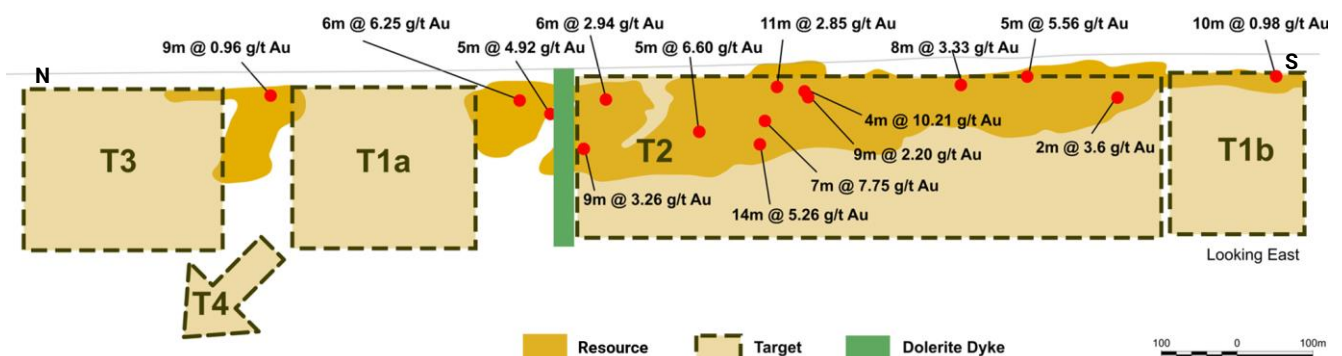 6m @ 6.25 g/t Au
6m @ 2.94 g/t Au
11m @ 2.85 g/t Au
5m @ 5.56 g/t Au
10m @ 0.98 g/t Au
9m @ 0.96 g/t Au
5m @ 4.92 g/t Au
5m @ 6.60 g/t Au
8m @ 3.33 g/t Au
N
S
4m @ 10.21 g/t Au
T3
T1a
T2
9m @ 2.20 g/t Au
2m @ 3.6 g/t Au
T1b
7m @ 7.75 g/t Au
9m @ 3.26 g/t Au
14m @ 5.26 g/t Au
Looking East
T4
Resource
Target
Dolerite Dyke
100
0
100m